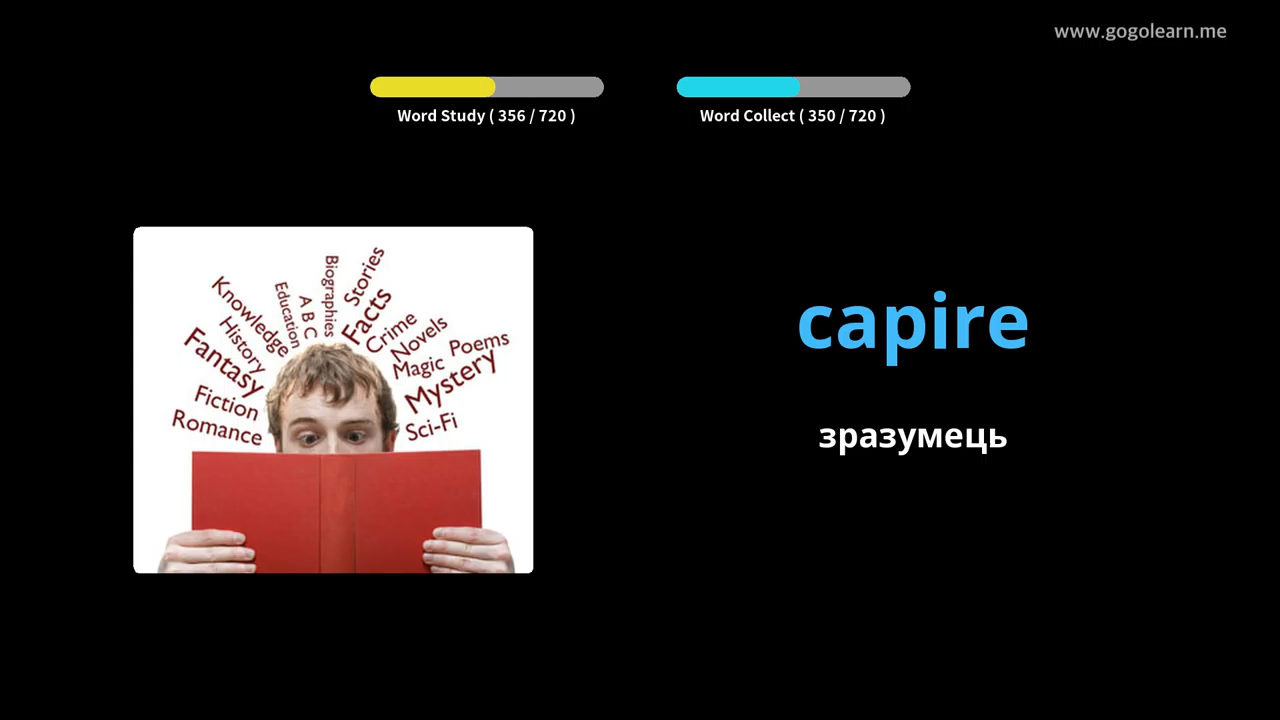 www.gogolearn.me
Word Study ( 356 / 720 )
Word Collect ( 350 / 720 )
Biographies
Stories
Education
A B C
Facts
Knowledge
Crime
History
Novels
Fantasy
Magic
Poems
Mystery
Fiction
Romance
Sci-Fi
capire
зразумець